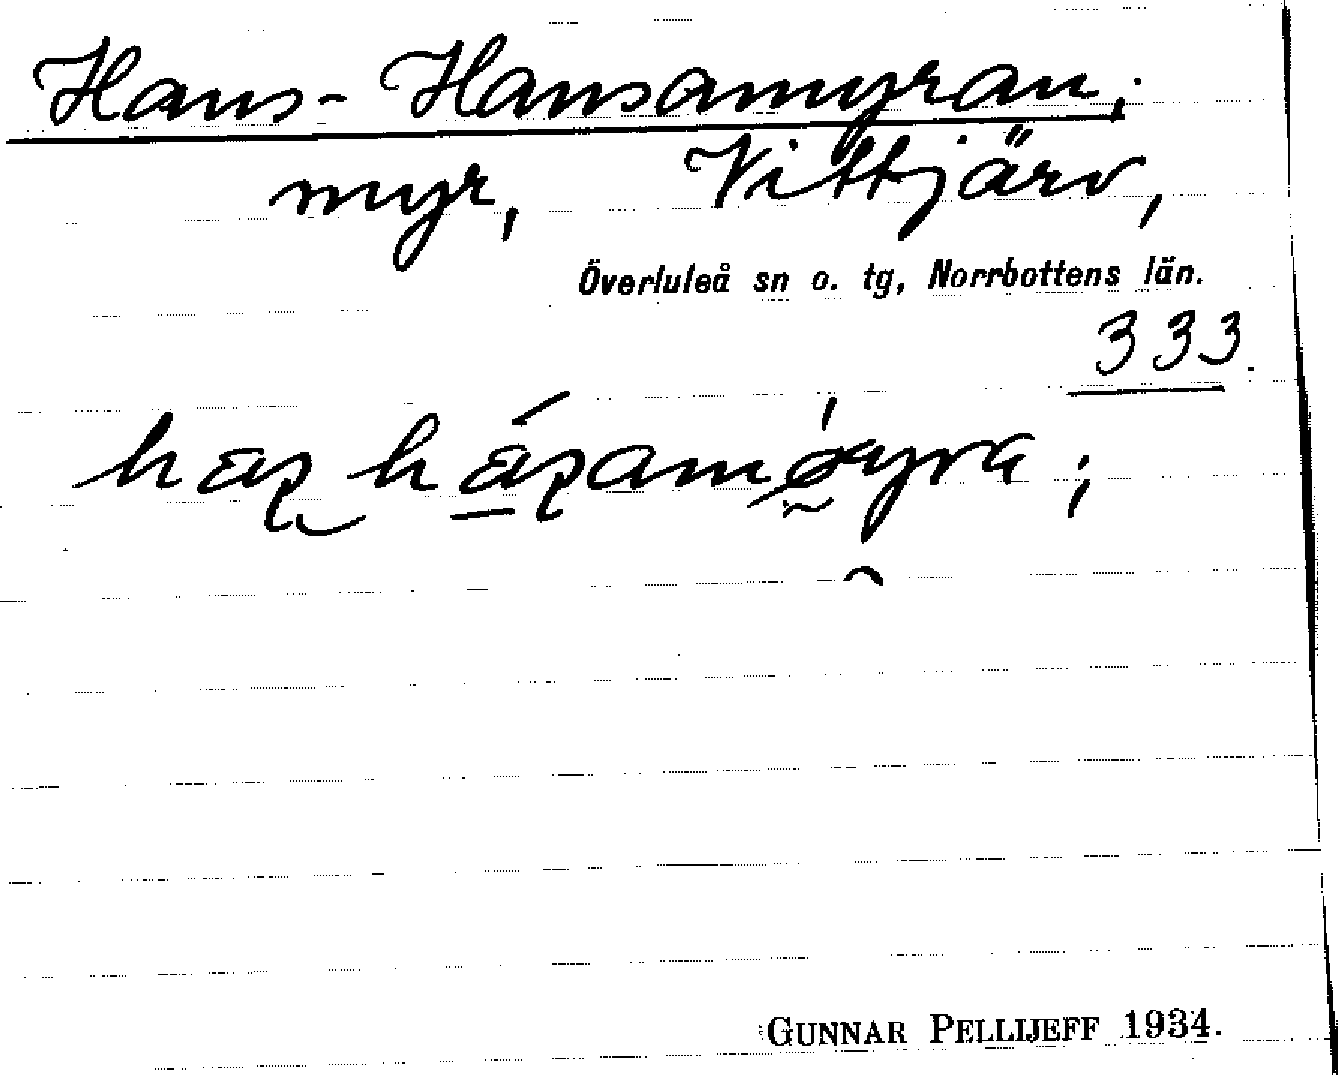 Hans-Hansamyran;
myr, Vittjärv,
Överluleå sn o. tg, Norrbottens län.
333.
GUNNAR PELLIJEFF 1934.